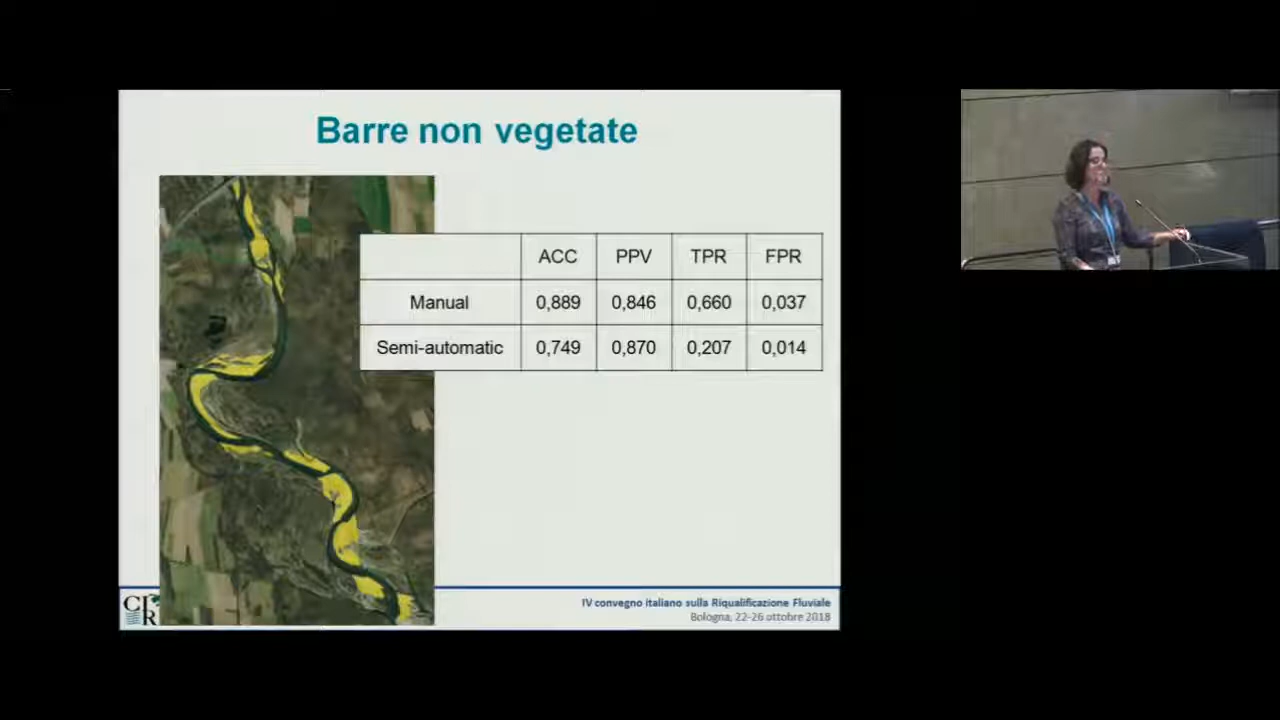 Barre non vegetate
ACC PPV TPR FPR
Manual 0,889 0,846 0,660 0,037
Semi-automatic 0,749 0,870 0,207 0,014
CIRF
IV convegno italiano sulla Riqualificazione Fluviale
Bologna, 22-26 ottobre 2018